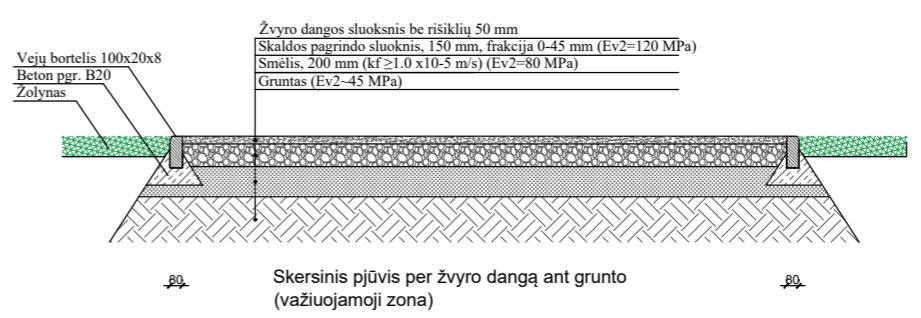 Žvyro dangos sluoksnis be rišiklių 50 mm
Skaldos pagrindo sluoknis, 150 mm, frakcija 0-45 mm (Ev2=120 MPa)
Smėlis, 200 mm (kf ≥1.0 x10-5 m/s) (Ev2=80 MPa)
Gruntas (Ev2~45 MPa)
Vejų bortelis 100x20x8
Beton pgr. B20
Žolynas
80
80
Skersinis pjūvis per žvyro dangą ant grunto
(važiuojamoji zona)